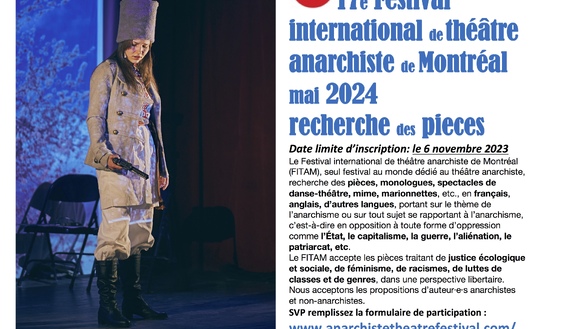 17e Festival
international de théâtre
anarchiste de Montréal
mai 2024
recherche des pieces
Date limite d'inscription: le 6 novembre 2023
Le Festival international de théâtre anarchiste de Montréal
(FITAM), seul festival au monde dédié au théâtre anarchiste,
recherche des pièces, monologues, spectacles de
danse-théâtre, mime, marionnettes, etc., en français,
anglais, d'autres langues, portant sur le thème de
l'anarchisme ou sur tout sujet se rapportant à l'anarchisme,
c'est-à-dire en opposition à toute forme d'oppression
comme l'État, le capitalisme, la guerre, l'aliénation, le
patriarcat, etc.
Le FITAM accepte les pièces traitant de justice écologique
et sociale, de féminisme, de racismes, de luttes de
classes et de genres, dans une perspective libertaire.
Nous acceptons les propositions d'auteur·e·s anarchistes
et non-anarchistes.
SVP remplissez la formulaire de participation :
www.anarchistetheatrefestival.com/